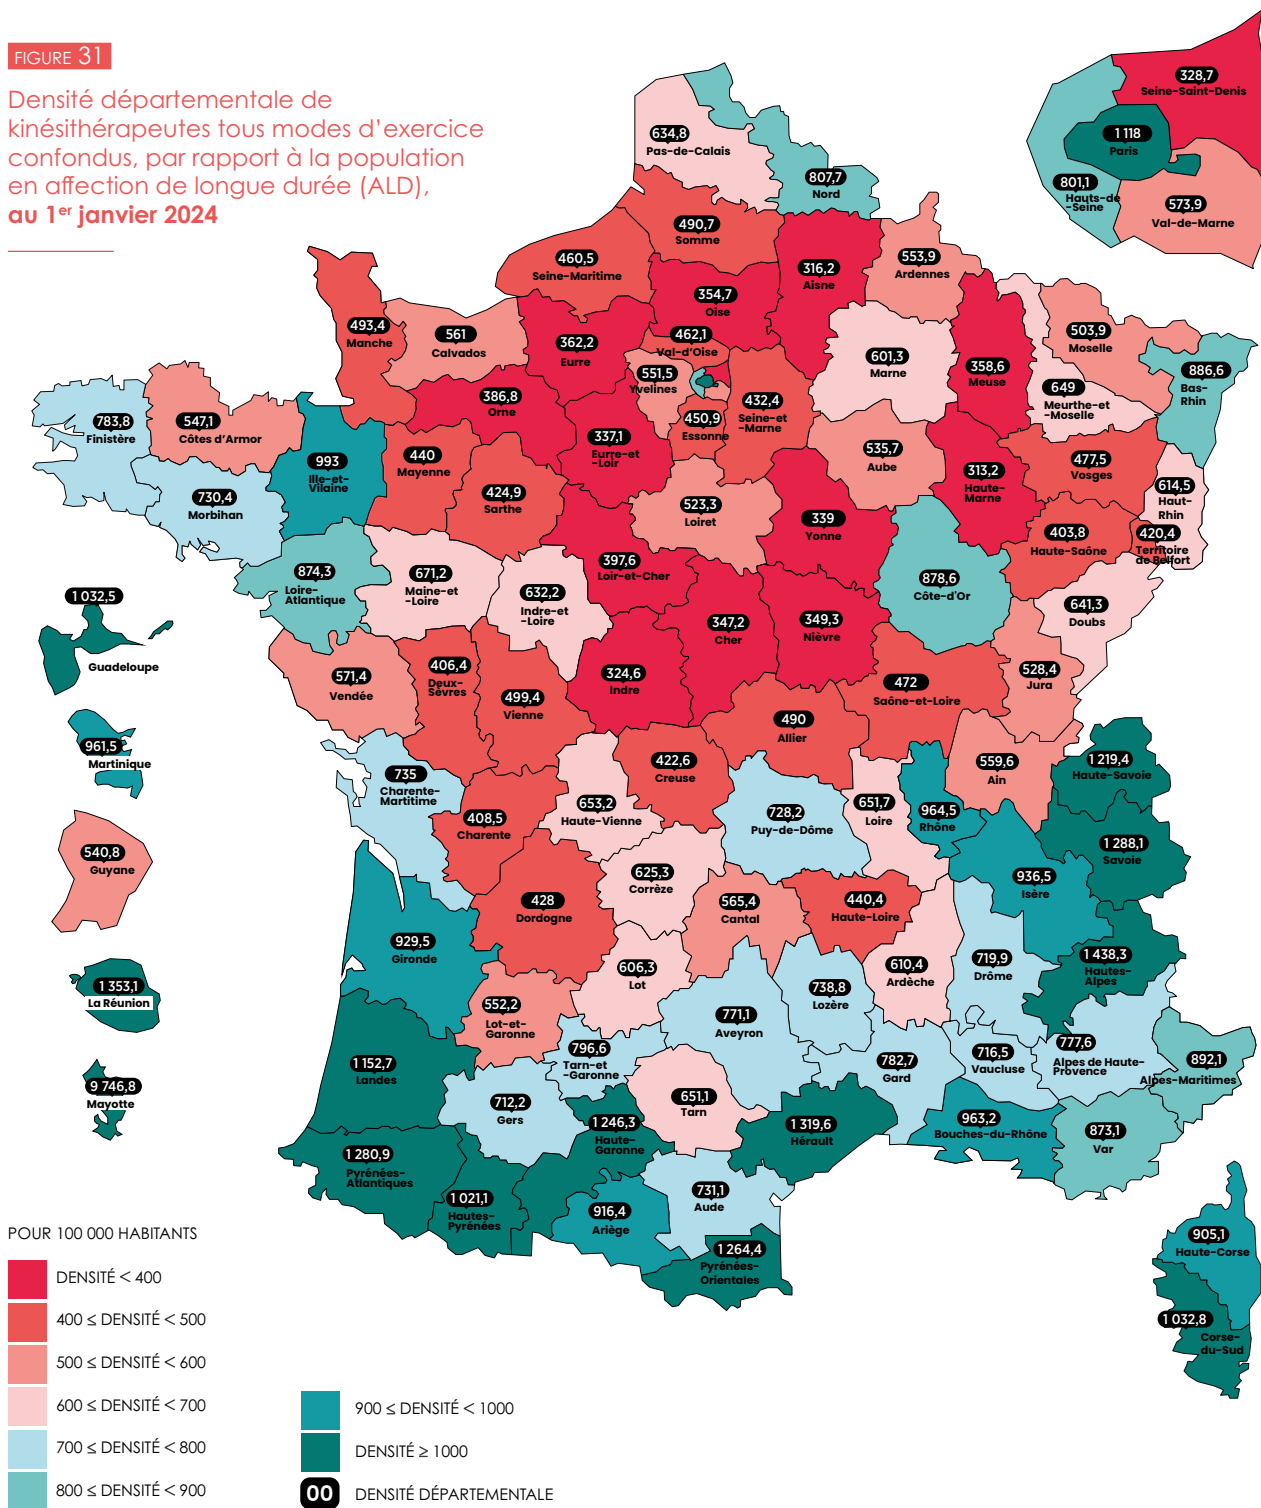 FIGURE 31
Densité départementale de
kinésithérapeutes tous modes d'exercice
confondus, par rapport à la population
en affection de longue durée (ALD),
au 1er janvier 2024
328,7
Seine-Saint-Denis
1 118
Paris
801,1
Hauts-de
-Seine
573,9
Val-de-Marne
634,8
Pas-de-Calais
807,7
Nord
490,7
Somme
460,5
Seine-Maritime
316,2
Aisne
553,9
Ardennes
354,7
Oise
493,4
Manche
561
Calvados
362,2
Eurre
462,1
Val-d'Oise
601,3
Marne
358,6
Meuse
503,9
Moselle
649
Meurthe-et
-Moselle
886,6
Bas-
Rhin
551,5
Yvelines
386,8
Orne
432,4
Seine-et
-Marne
450,9
Essonne
783,8
Finistère
547,1
Côtes d'Armor
993
Ille-et-
Vilaine
440
Mayenne
337,1
Eurre-et
-Loir
535,7
Aube
313,2
Haute-
Marne
477,5
Vosges
614,5
Haut-
Rhin
730,4
Morbihan
424,9
Sarthe
523,3
Loiret
339
Yonne
403,8
Haute-Saône
420,4
Territoire
de Belfort
874,3
Loire-
Atlantique
671,2
Maine-et
-Loire
632,2
Indre-et
-Loire
397,6
Loir-et-Cher
878,6
Côte-d'Or
641,3
Doubs
1 032,5
Guadeloupe
347,2
Cher
349,3
Nièvre
571,4
Vendée
406,4
Deux-
Sèvres
499,4
Vienne
324,6
Indre
472
Saône-et-Loire
528,4
Jura
490
Allier
961,5
Martinique
735
Charente-
Martitime
422,6
Creuse
559,6
Ain
1 219,4
Haute-Savoie
408,5
Charente
653,2
Haute-Vienne
728,2
Puy-de-Dôme
651,7
Loire
964,5
Rhône
1 288,1
Savoie
540,8
Guyane
625,3
Corrèze
936,5
Isère
428
Dordogne
565,4
Cantal
440,4
Haute-Loire
929,5
Gironde
606,3
Lot
610,4
Ardèche
719,9
Drôme
1 438,3
Hautes-
Alpes
1 353,1
La Réunion
552,2
Lot-et-
Garonne
771,1
Aveyron
738,8
Lozère
1 152,7
Landes
796,6
Tarn-et
-Garonne
782,7
Gard
716,5
Vaucluse
777,6
Alpes de Haute-
Provence
892,1
Alpes-Maritimes
9 746,8
Mayotte
712,2
Gers
651,1
Tarn
1 246,3
Haute-
Garonne
1 319,6
Hérault
963,2
Bouches-du-Rhône
873,1
Var
1 280,9
Pyrénées-
Atlantiques
1 021,1
Hautes-
Pyrénées
916,4
Ariège
731,1
Aude
1 264,4
Pyrénées-
Orientales
905,1
Haute-Corse
1 032,8
Corse-
du-Sud
POUR 100 000 HABITANTS
DENSITÉ < 400
400 ≤ DENSITÉ < 500
500 ≤ DENSITÉ < 600
600 ≤ DENSITÉ < 700
700 ≤ DENSITÉ < 800
800 ≤ DENSITÉ < 900
900 ≤ DENSITÉ < 1000
DENSITÉ ≥ 1000
00 DENSITÉ DÉPARTEMENTALE